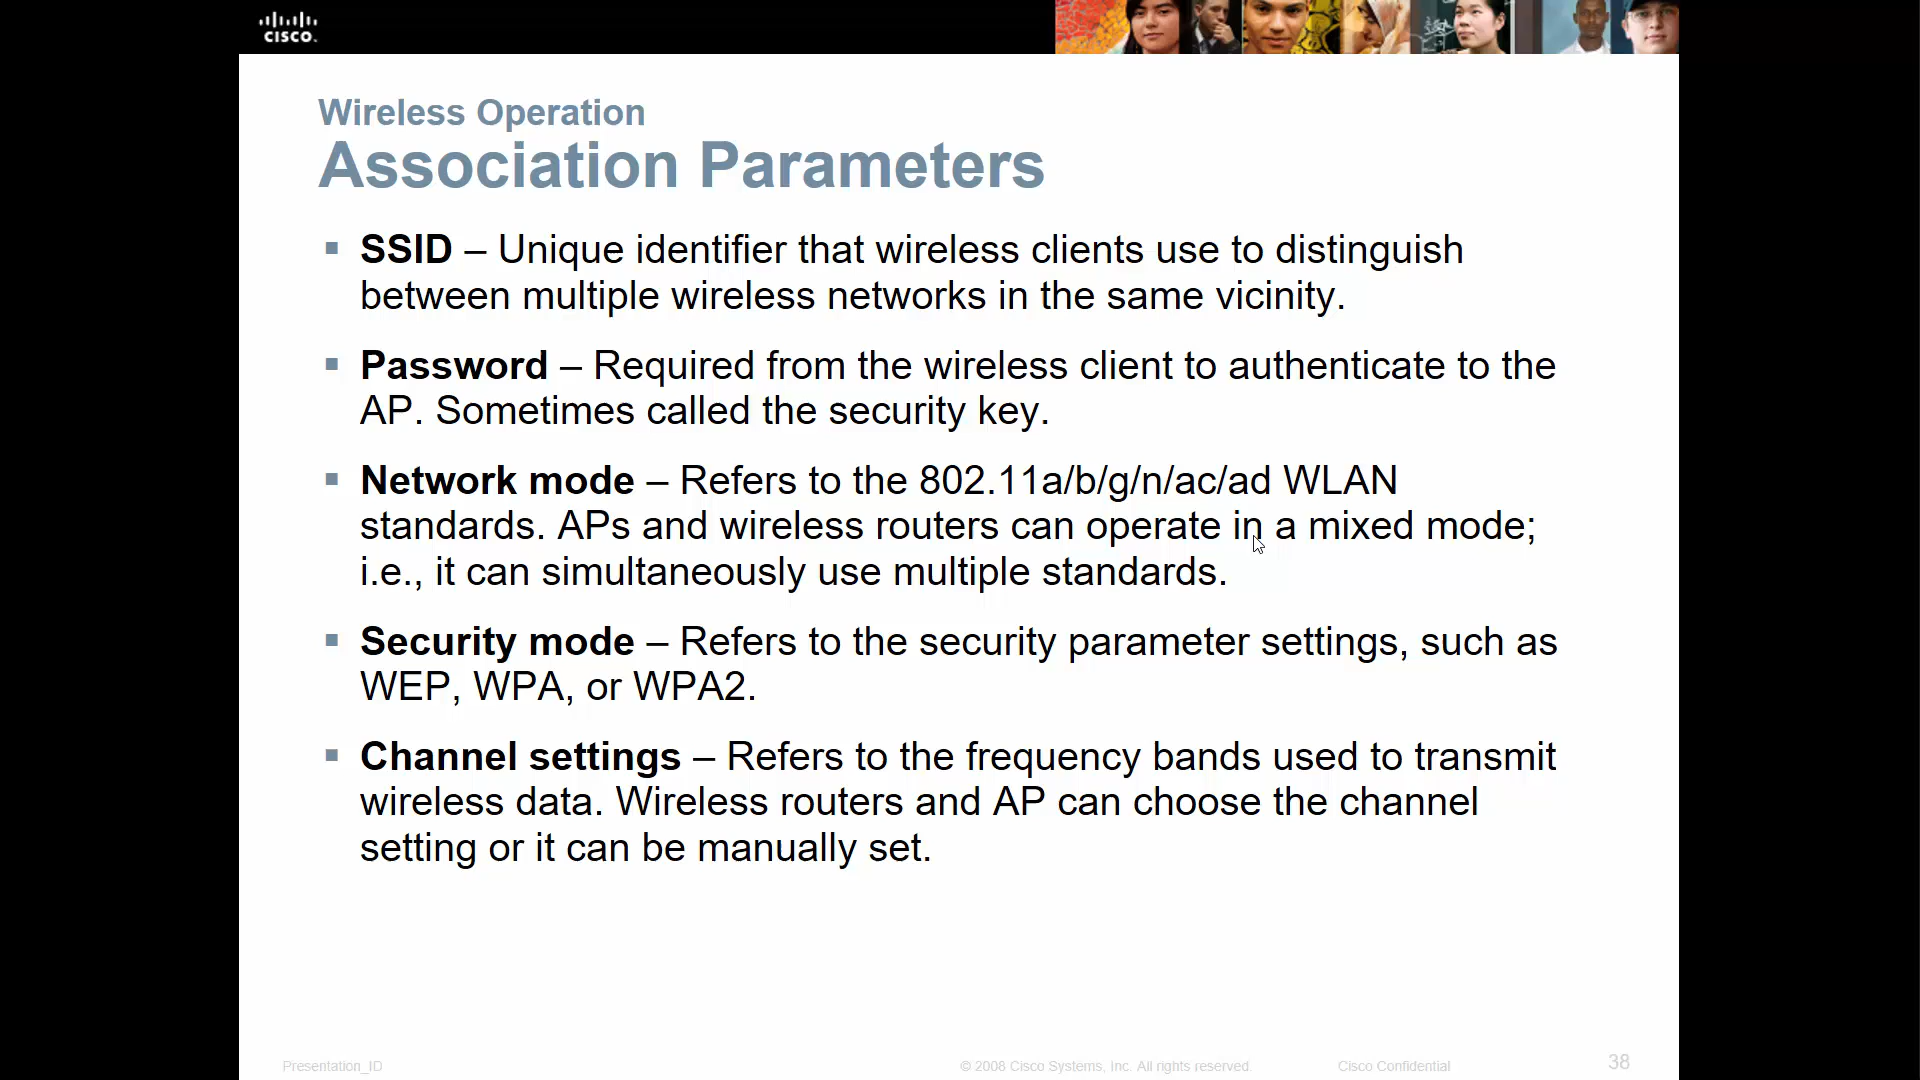 CISCO.
Wireless Operation
Association Parameters
▪ SSID – Unique identifier that wireless clients use to distinguish
between multiple wireless networks in the same vicinity.
▪ Password – Required from the wireless client to authenticate to the
AP. Sometimes called the security key.
▪ Network mode – Refers to the 802.11a/b/g/n/ac/ad WLAN
standards. APs and wireless routers can operate in a mixed mode;
i.e., it can simultaneously use multiple standards.
▪ Security mode – Refers to the security parameter settings, such as
WEP, WPA, or WPA2.
▪ Channel settings – Refers to the frequency bands used to transmit
wireless data. Wireless routers and AP can choose the channel
setting or it can be manually set.
Presentation_ID © 2008 Cisco Systems, Inc. All rights reserved. Cisco Confidential 38